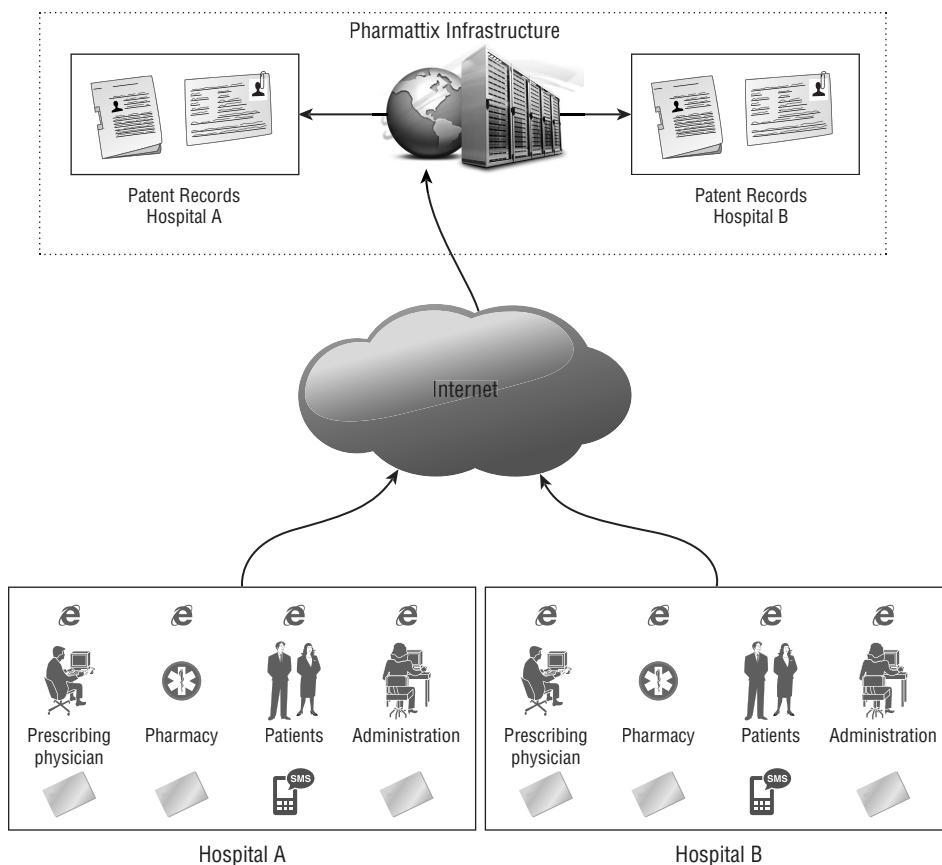 Pharmattix Infrastructure
Patent Records
Hospital A
Patent Records
Hospital B
Internet
Prescribing
physician
Pharmacy
Patients
Administration
SMS
Hospital A
Prescribing
physician
Pharmacy
Patients
Administration
SMS
Hospital B